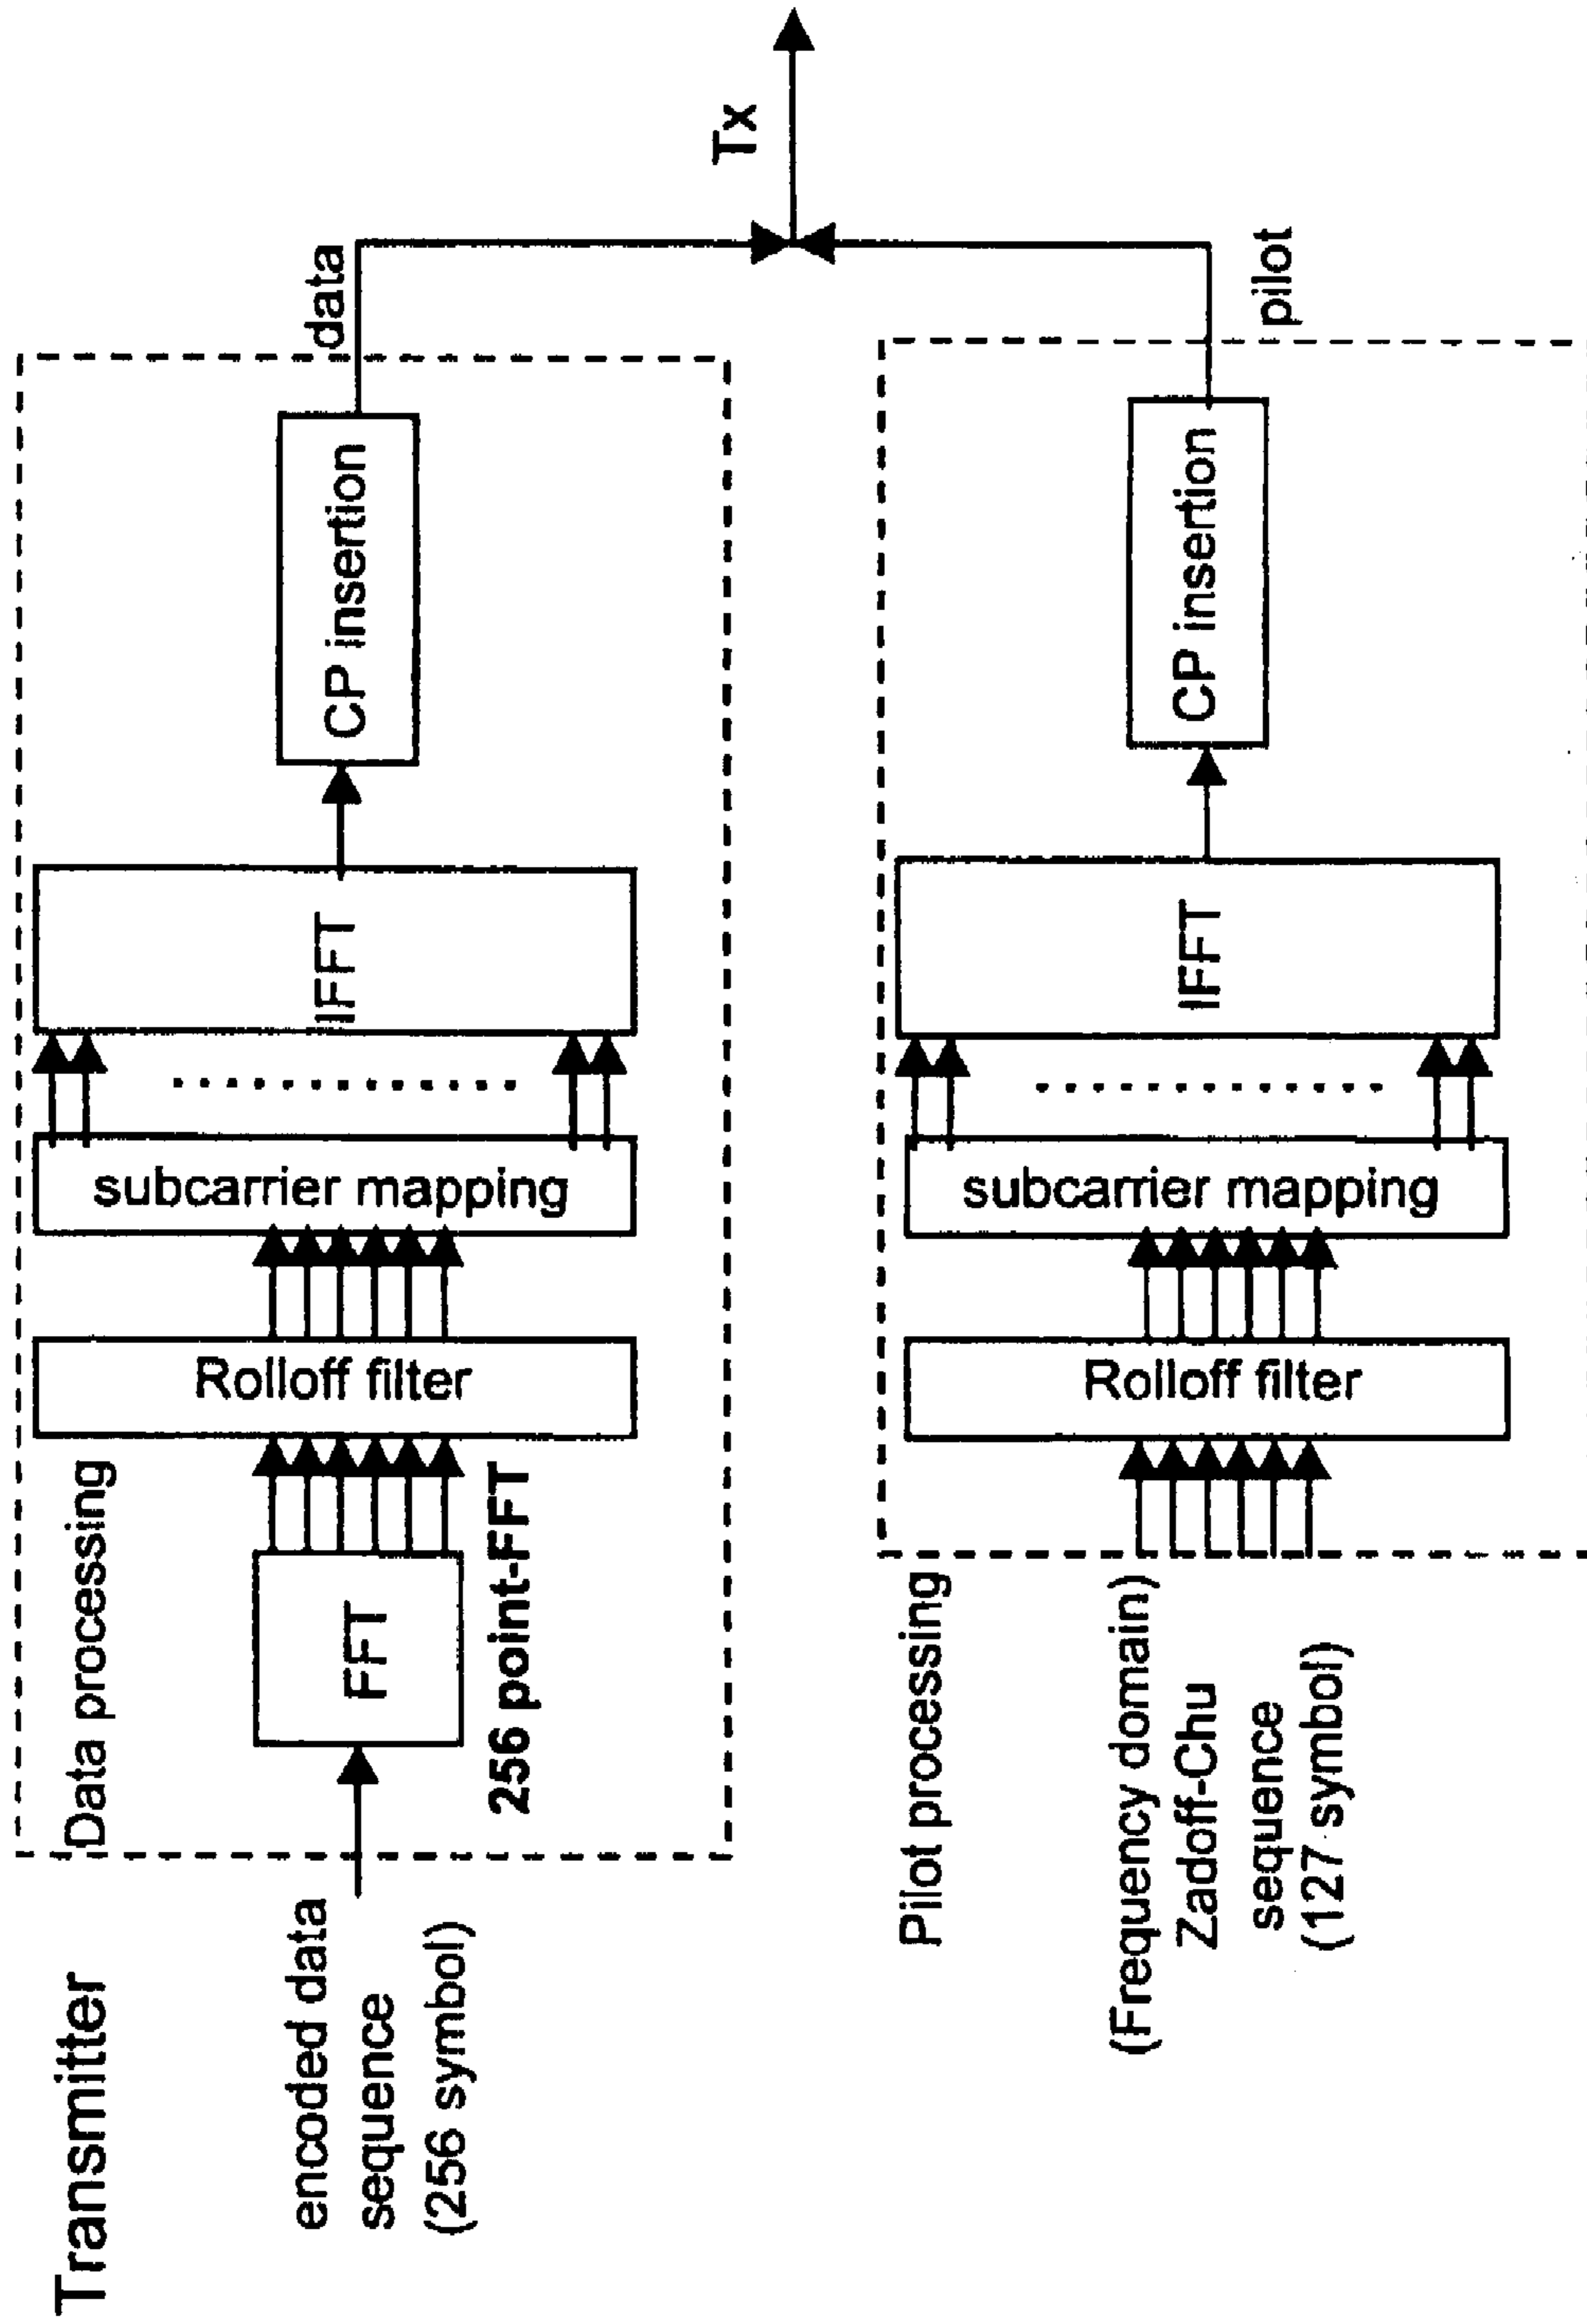 Transmitter
Data processing
encoded data
sequence
(256 symbol)
FFT
256 point-FFT
Rolloff filter
subcarrier mapping
IFFT
CP insertion
data
Tx
Pilot processing
(Frequency domain)
Zadoff-Chu
sequence
(127 symbol)
Rolloff filter
subcarrier mapping
IFFT
CP insertion
pilot